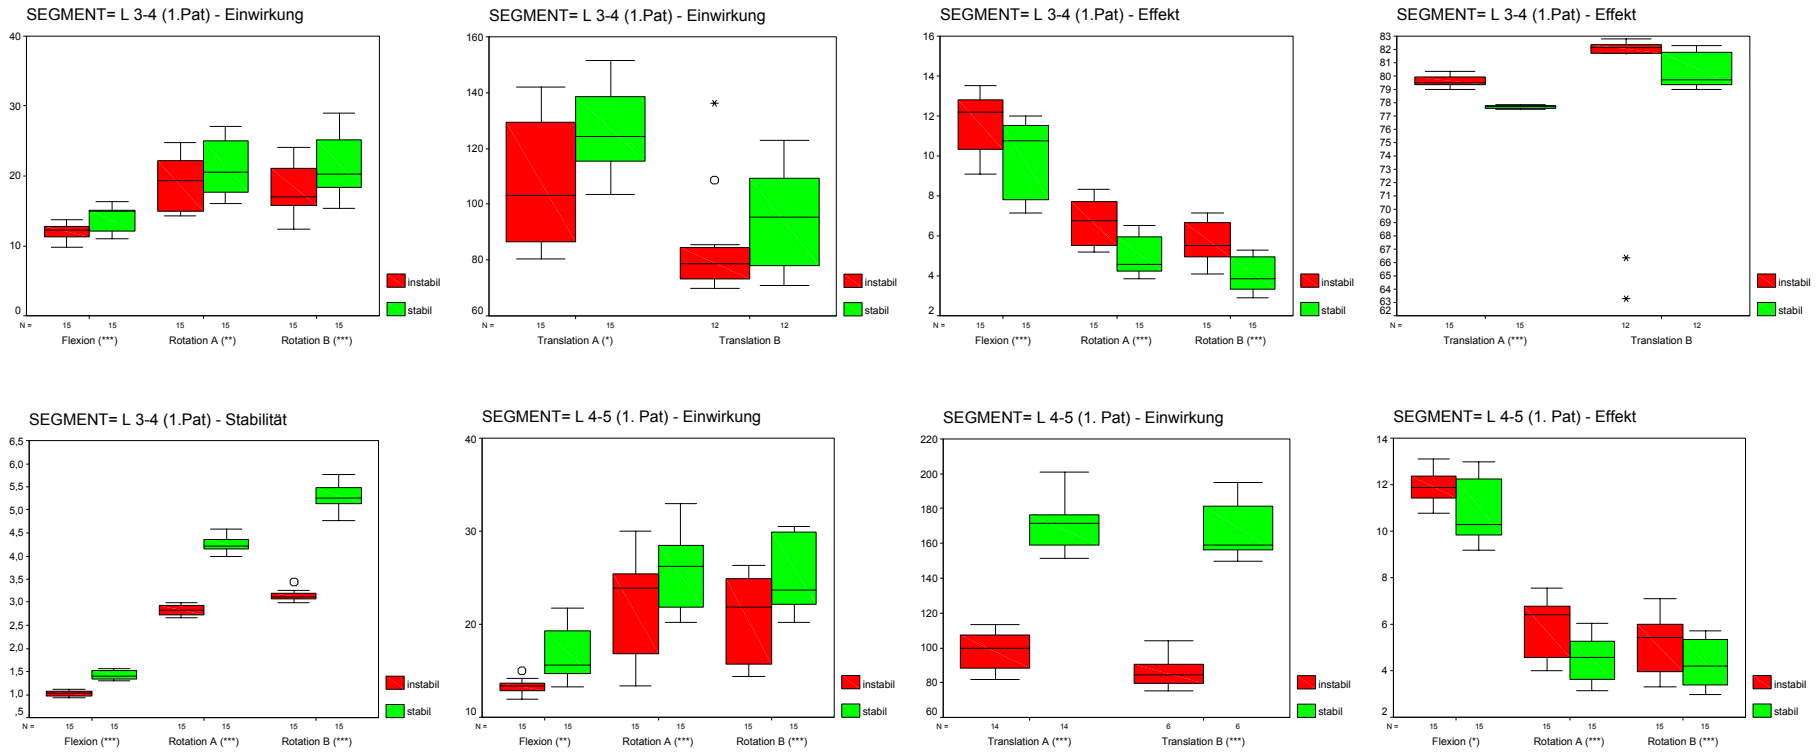 SEGMENT= L 3-4 (1.Pat) - Einwirkung
40
30
20
10
0
N =
15 15 15 15 15 15
Flexion (***) Rotation A (**) Rotation B (***)
instabil
stabil
SEGMENT= L 3-4 (1.Pat) - Einwirkung
160
140
120
100
80
60
N =
15 15 12 12
Translation A (*) Translation B
instabil
stabil
SEGMENT= L 3-4 (1.Pat) - Effekt
16
14
12
10
8
6
4
2
N =
15 15 15 15 15 15
Flexion (***) Rotation A (***) Rotation B (***)
instabil
stabil
SEGMENT= L 3-4 (1.Pat) - Effekt
83
82
81
80
79
78
77
76
75
74
73
72
71
70
69
68
67
66
65
64
63
62
N =
15 15 12 12
Translation A (***) Translation B
instabil
stabil
SEGMENT= L 3-4 (1.Pat) - Stabilität
6,5
6,0
5,5
5,0
4,5
4,0
3,5
3,0
2,5
2,0
1,5
1,0
,5
N =
15 15 15 15 15 15
Flexion (***) Rotation A (***) Rotation B (***)
instabil
stabil
SEGMENT= L 4-5 (1. Pat) - Einwirkung
40
30
20
10
N =
15 15 15 15 15 15
Flexion (**) Rotation A (***) Rotation B (***)
instabil
stabil
SEGMENT= L 4-5 (1. Pat) - Einwirkung
220
200
180
160
140
120
100
80
60
N =
14 14 6 6
Translation A (***) Translation B (***)
instabil
stabil
SEGMENT= L 4-5 (1. Pat) - Effekt
14
12
10
8
6
4
2
N =
15 15 15 15 15 15
Flexion (*) Rotation A (***) Rotation B (***)
instabil
stabil